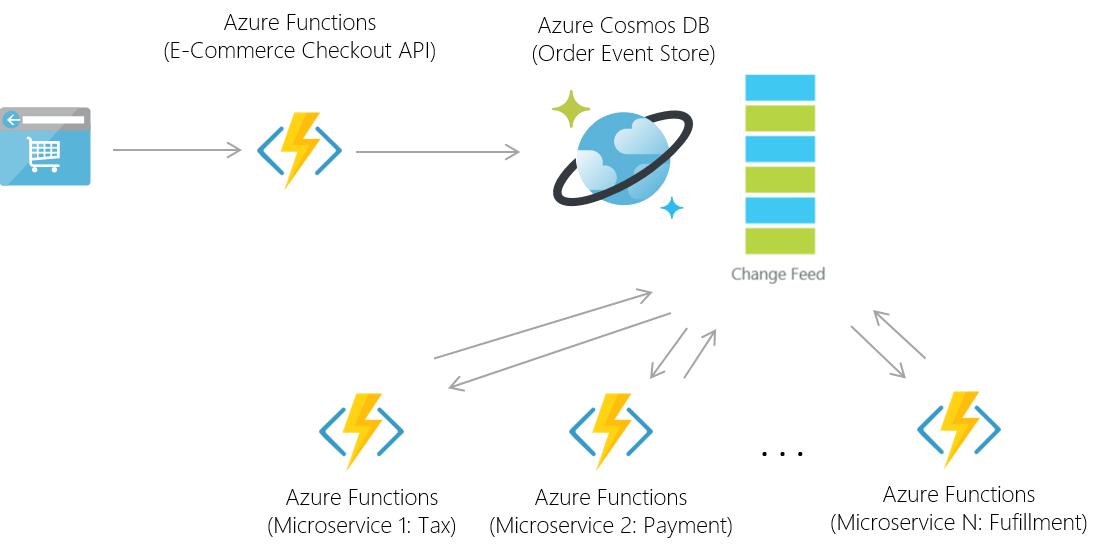 Azure Functions
(E-Commerce Checkout API)
Azure Cosmos DB
(Order Event Store)
Change Feed
. . .
Azure Functions
(Microservice 1: Tax)
Azure Functions
(Microservice 2: Payment)
Azure Functions
(Microservice N: Fufillment)